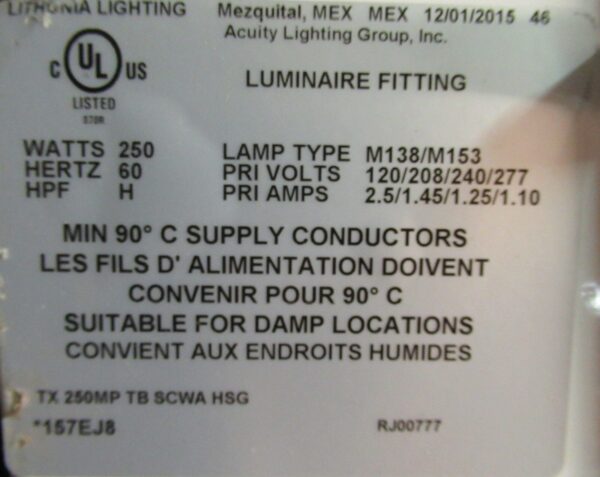 LITHONIA LIGHTING Mezquital, MEX MEX 12/01/2015 46
Acuity Lighting Group, Inc.
C UL US
LISTED
LUMINAIRE FITTING
WATTS 250 LAMP TYPE M138/M153
HERTZ 60 PRI VOLTS 120/208/240/277
HPF H PRI AMPS 2.5/1.45/1.25/1.10
MIN 90° C SUPPLY CONDUCTORS
LES FILS D' ALIMENTATION DOIVENT
CONVENIR POUR 90° C
SUITABLE FOR DAMP LOCATIONS
CONVIENT AUX ENDROITS HUMIDES
TX 250MP TB SCWA HSG
*157EJ8 RJ00777